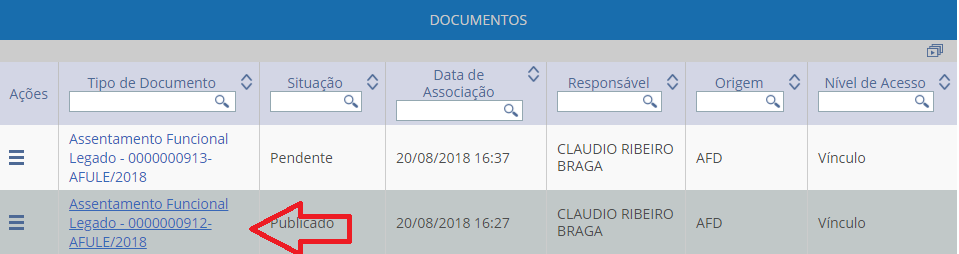 DOCUMENTOS
Ações
Tipo de Documento
Situação
Data de
Associação
Responsável
Origem
Nível de Acesso
Assentamento Funcional
Legado - 0000000913-
AFULE/2018
Pendente
20/08/2018 16:37
CLAUDIO RIBEIRO
BRAGA
AFD
Vínculo
Assentamento Funcional
Legado - 0000000912-
AFULE/2018
Publicado
20/08/2018 16:27
CLAUDIO RIBEIRO
BRAGA
AFD
Vínculo